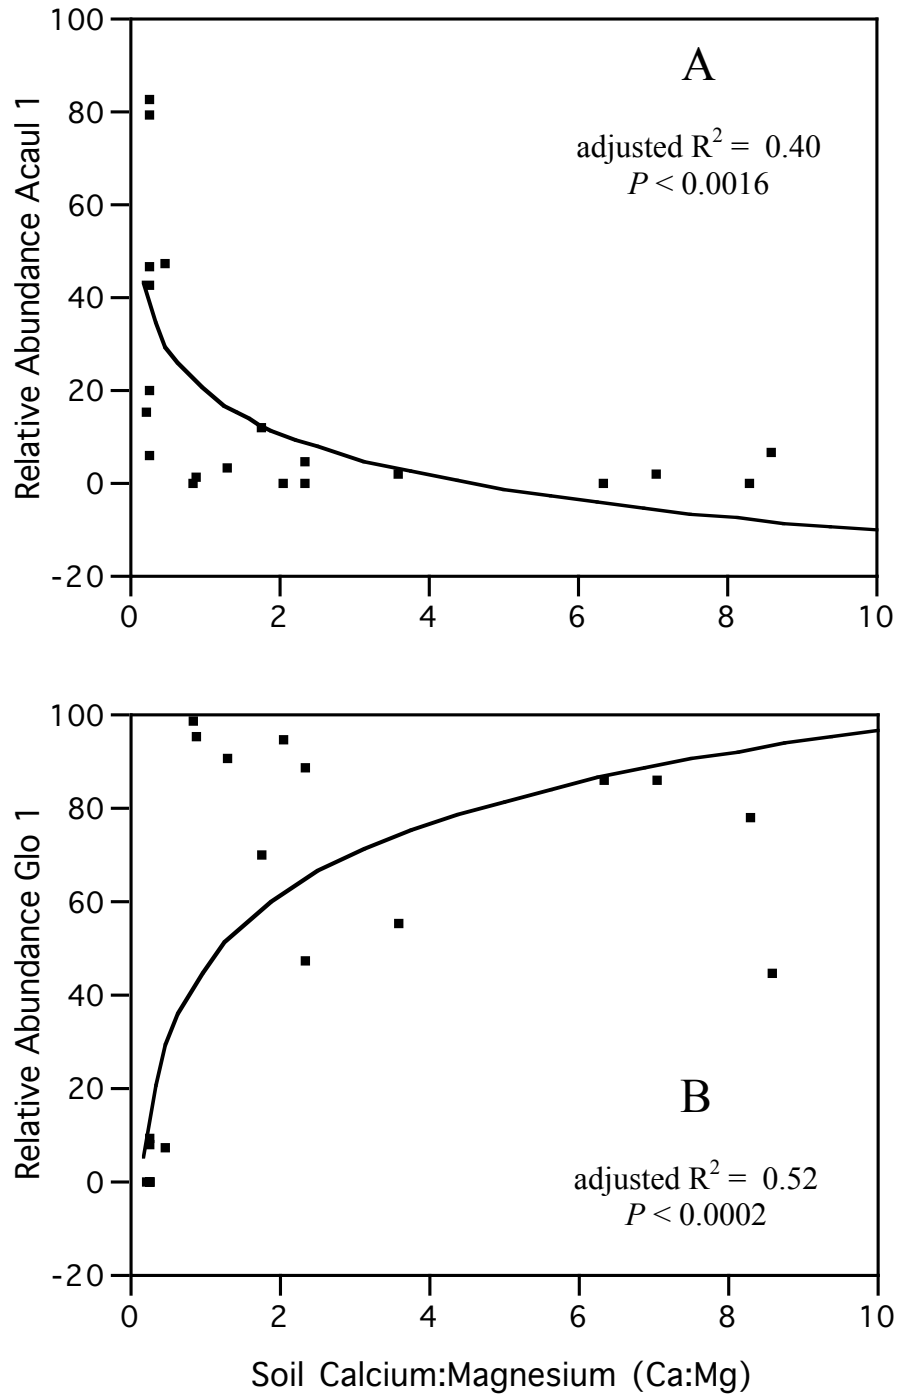 100
80
60
40
20
0
-20
Relative Abundance Acaul 1
A
adjusted R² = 0.40
P < 0.0016
0 2 4 6 8 10
100
80
60
40
20
0
-20
Relative Abundance Glo 1
B
adjusted R² = 0.52
P < 0.0002
0 2 4 6 8 10
Soil Calcium:Magnesium (Ca:Mg)